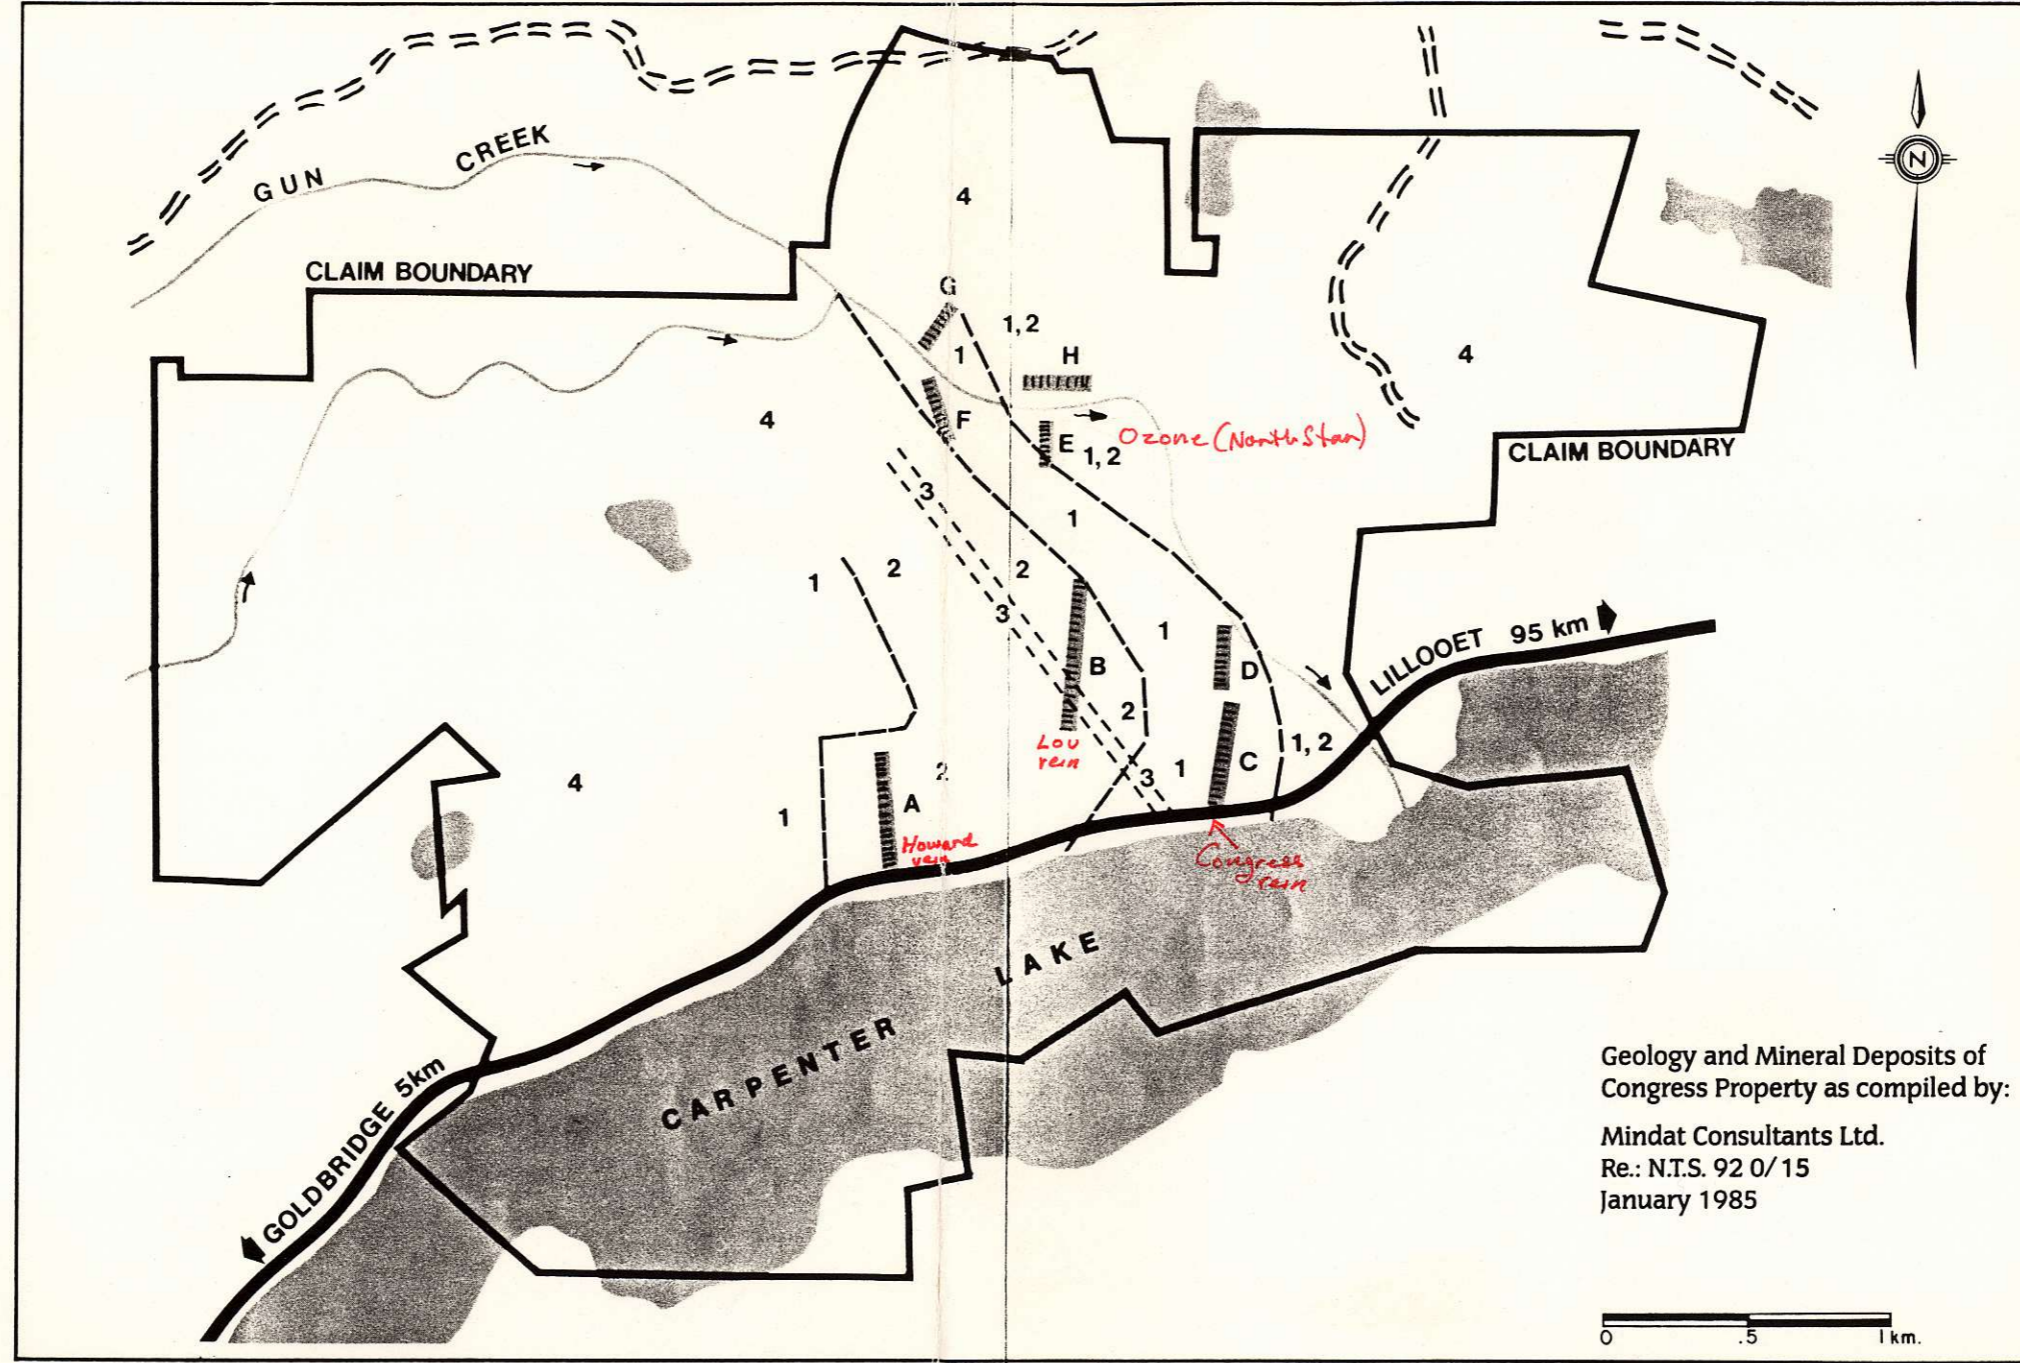 GUN CREEK
N
4
CLAIM BOUNDARY
G
1,2
1
H
4
4
F
E
1,2
Ozone (North Star)
CLAIM BOUNDARY
3
1
1
2
2
3
1
LILLOOET 95 km
B
D
2
Lou
vein
1,2
4
2
3
1
C
1
A
Howard
vein
Congress
vein
CARPENTER LAKE
GOLDBRIDGE 5km
Geology and Mineral Deposits of
Congress Property as compiled by:
Mindat Consultants Ltd.
Re.: N.T.S. 92 0/15
January 1985
0 .5 1 km.